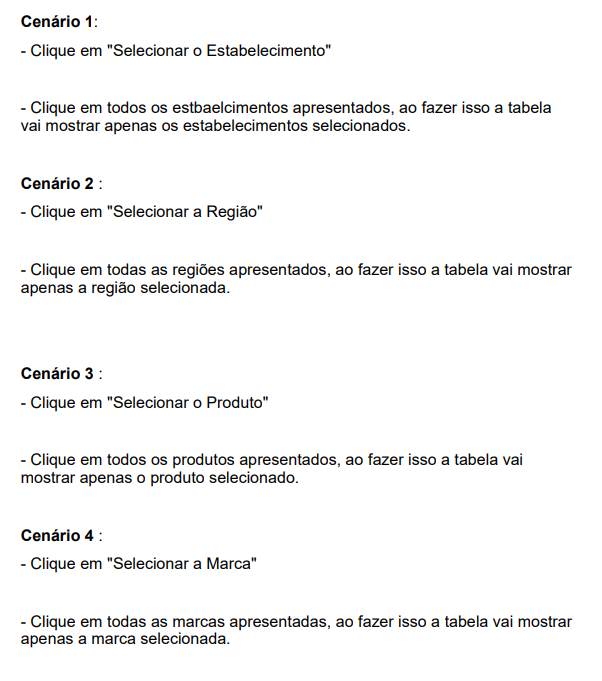 Cenário 1:
- Clique em "Selecionar o Estabelecimento"
- Clique em todos os estbaelcimentos apresentados, ao fazer isso a tabela
vai mostrar apenas os estabelecimentos selecionados.
Cenário 2 :
- Clique em "Selecionar a Região"
- Clique em todas as regiões apresentados, ao fazer isso a tabela vai mostrar
apenas a região selecionada.
Cenário 3 :
- Clique em "Selecionar o Produto"
- Clique em todos os produtos apresentados, ao fazer isso a tabela vai
mostrar apenas o produto selecionado.
Cenário 4 :
- Clique em "Selecionar a Marca"
- Clique em todas as marcas apresentadas, ao fazer isso a tabela vai mostrar
apenas a marca selecionada.